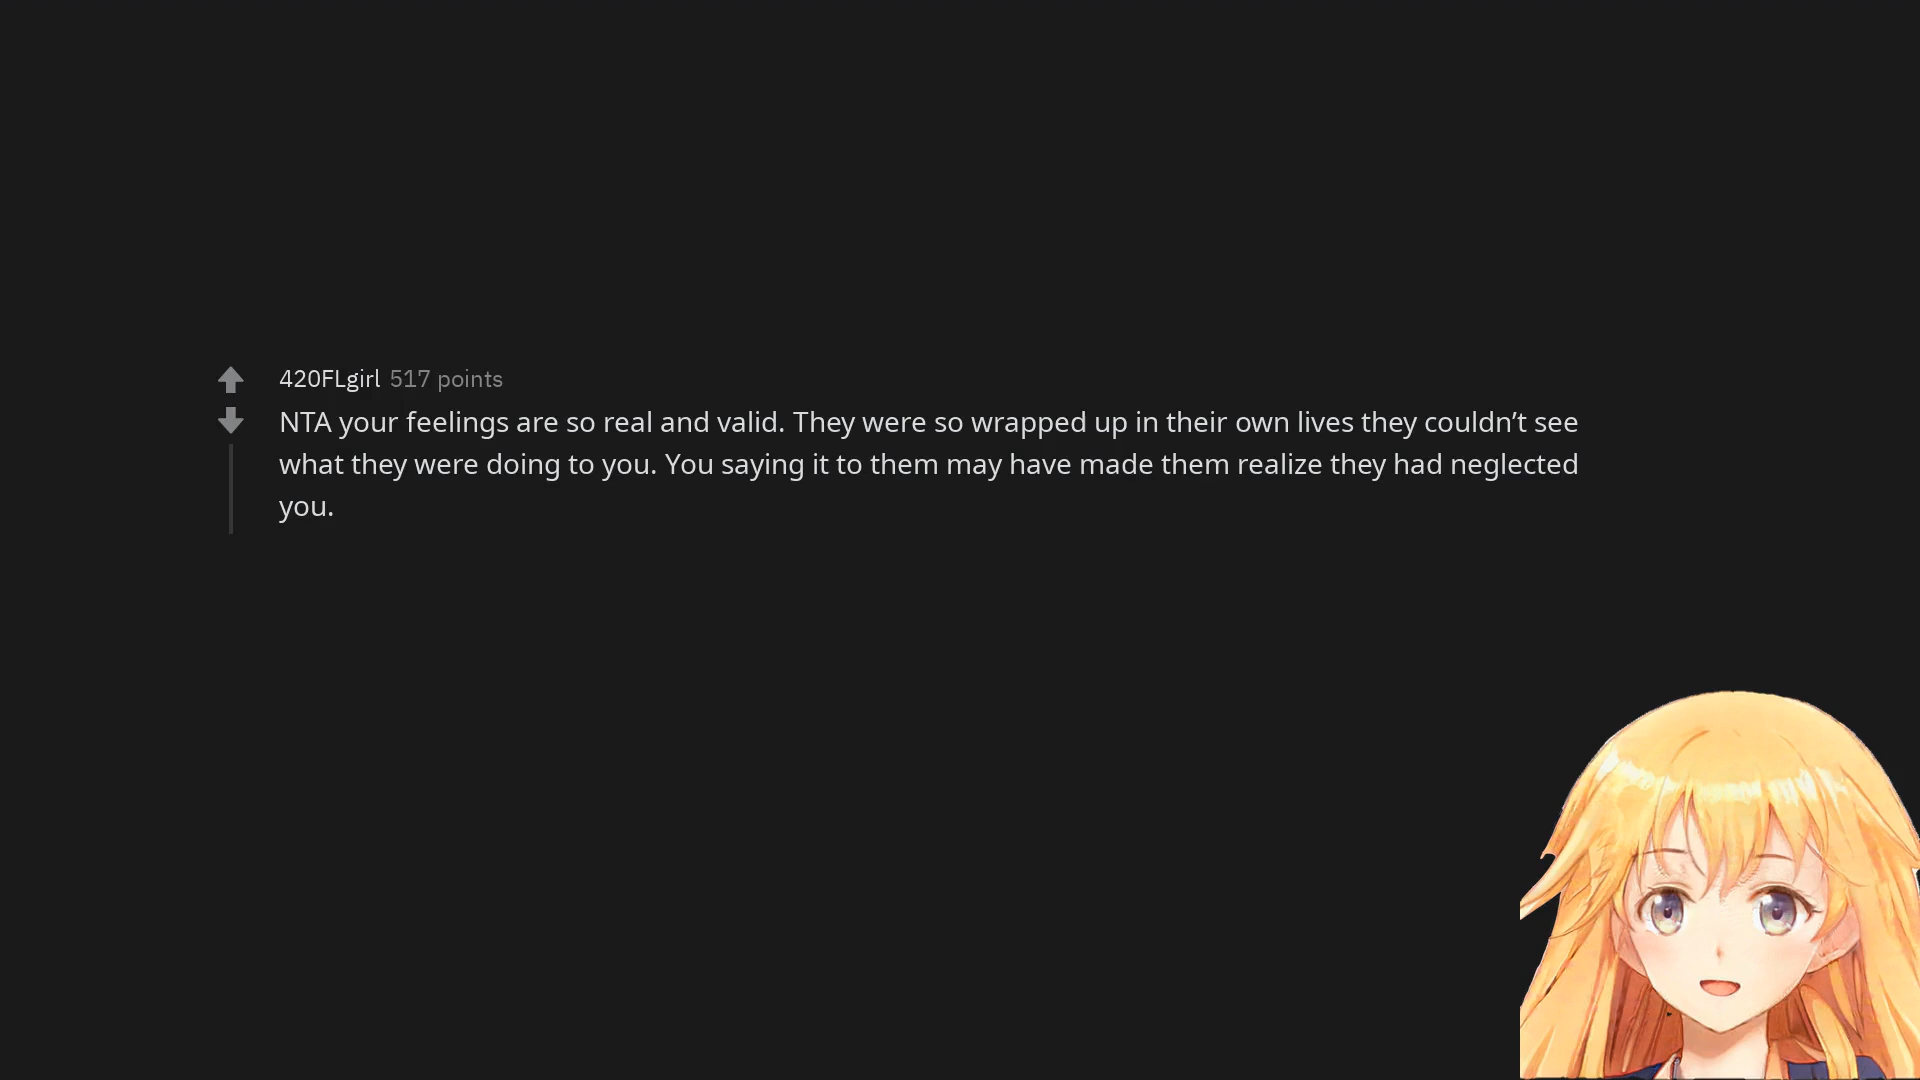 420FLgirl 517 points
NTA your feelings are so real and valid. They were so wrapped up in their own lives they couldn’t see
what they were doing to you. You saying it to them may have made them realize they had neglected
you.